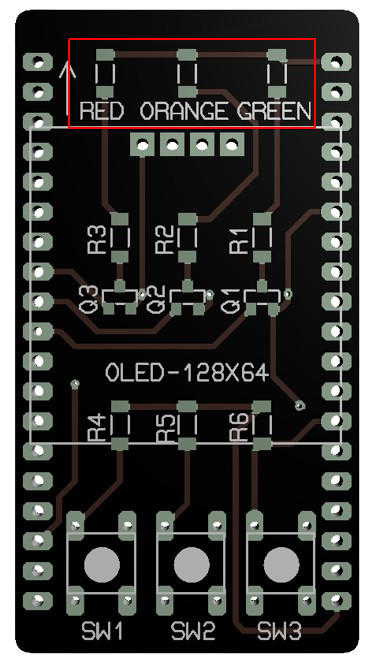 RED ORANGE GREEN
R3 R2 R1
Q3 Q2 Q1
OLED-128X64
R4 R5 R6
SW1 SW2 SW3